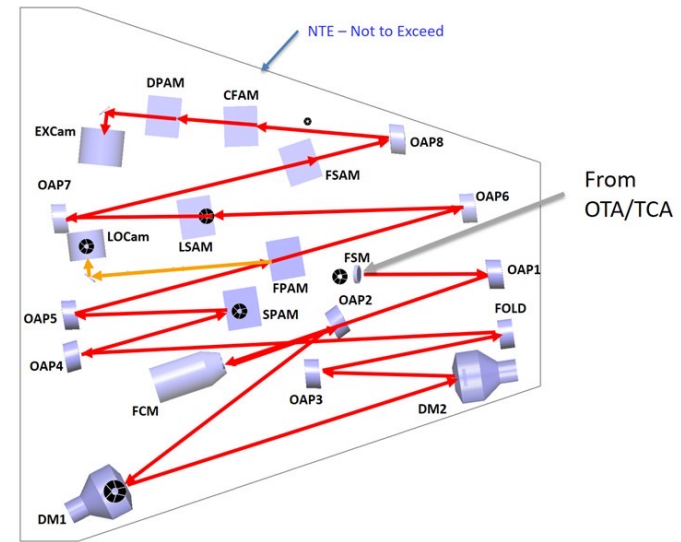 NTE – Not to Exceed
DPAM
CFAM
EXCam
OAP8
FSAM
OAP7
OAP6
From
OTA/TCA
LOCam
LSAM
FSM
OAP1
FPAM
OAP2
OAP5
SPAM
FOLD
OAP4
FCM
OAP3
DM2
DM1